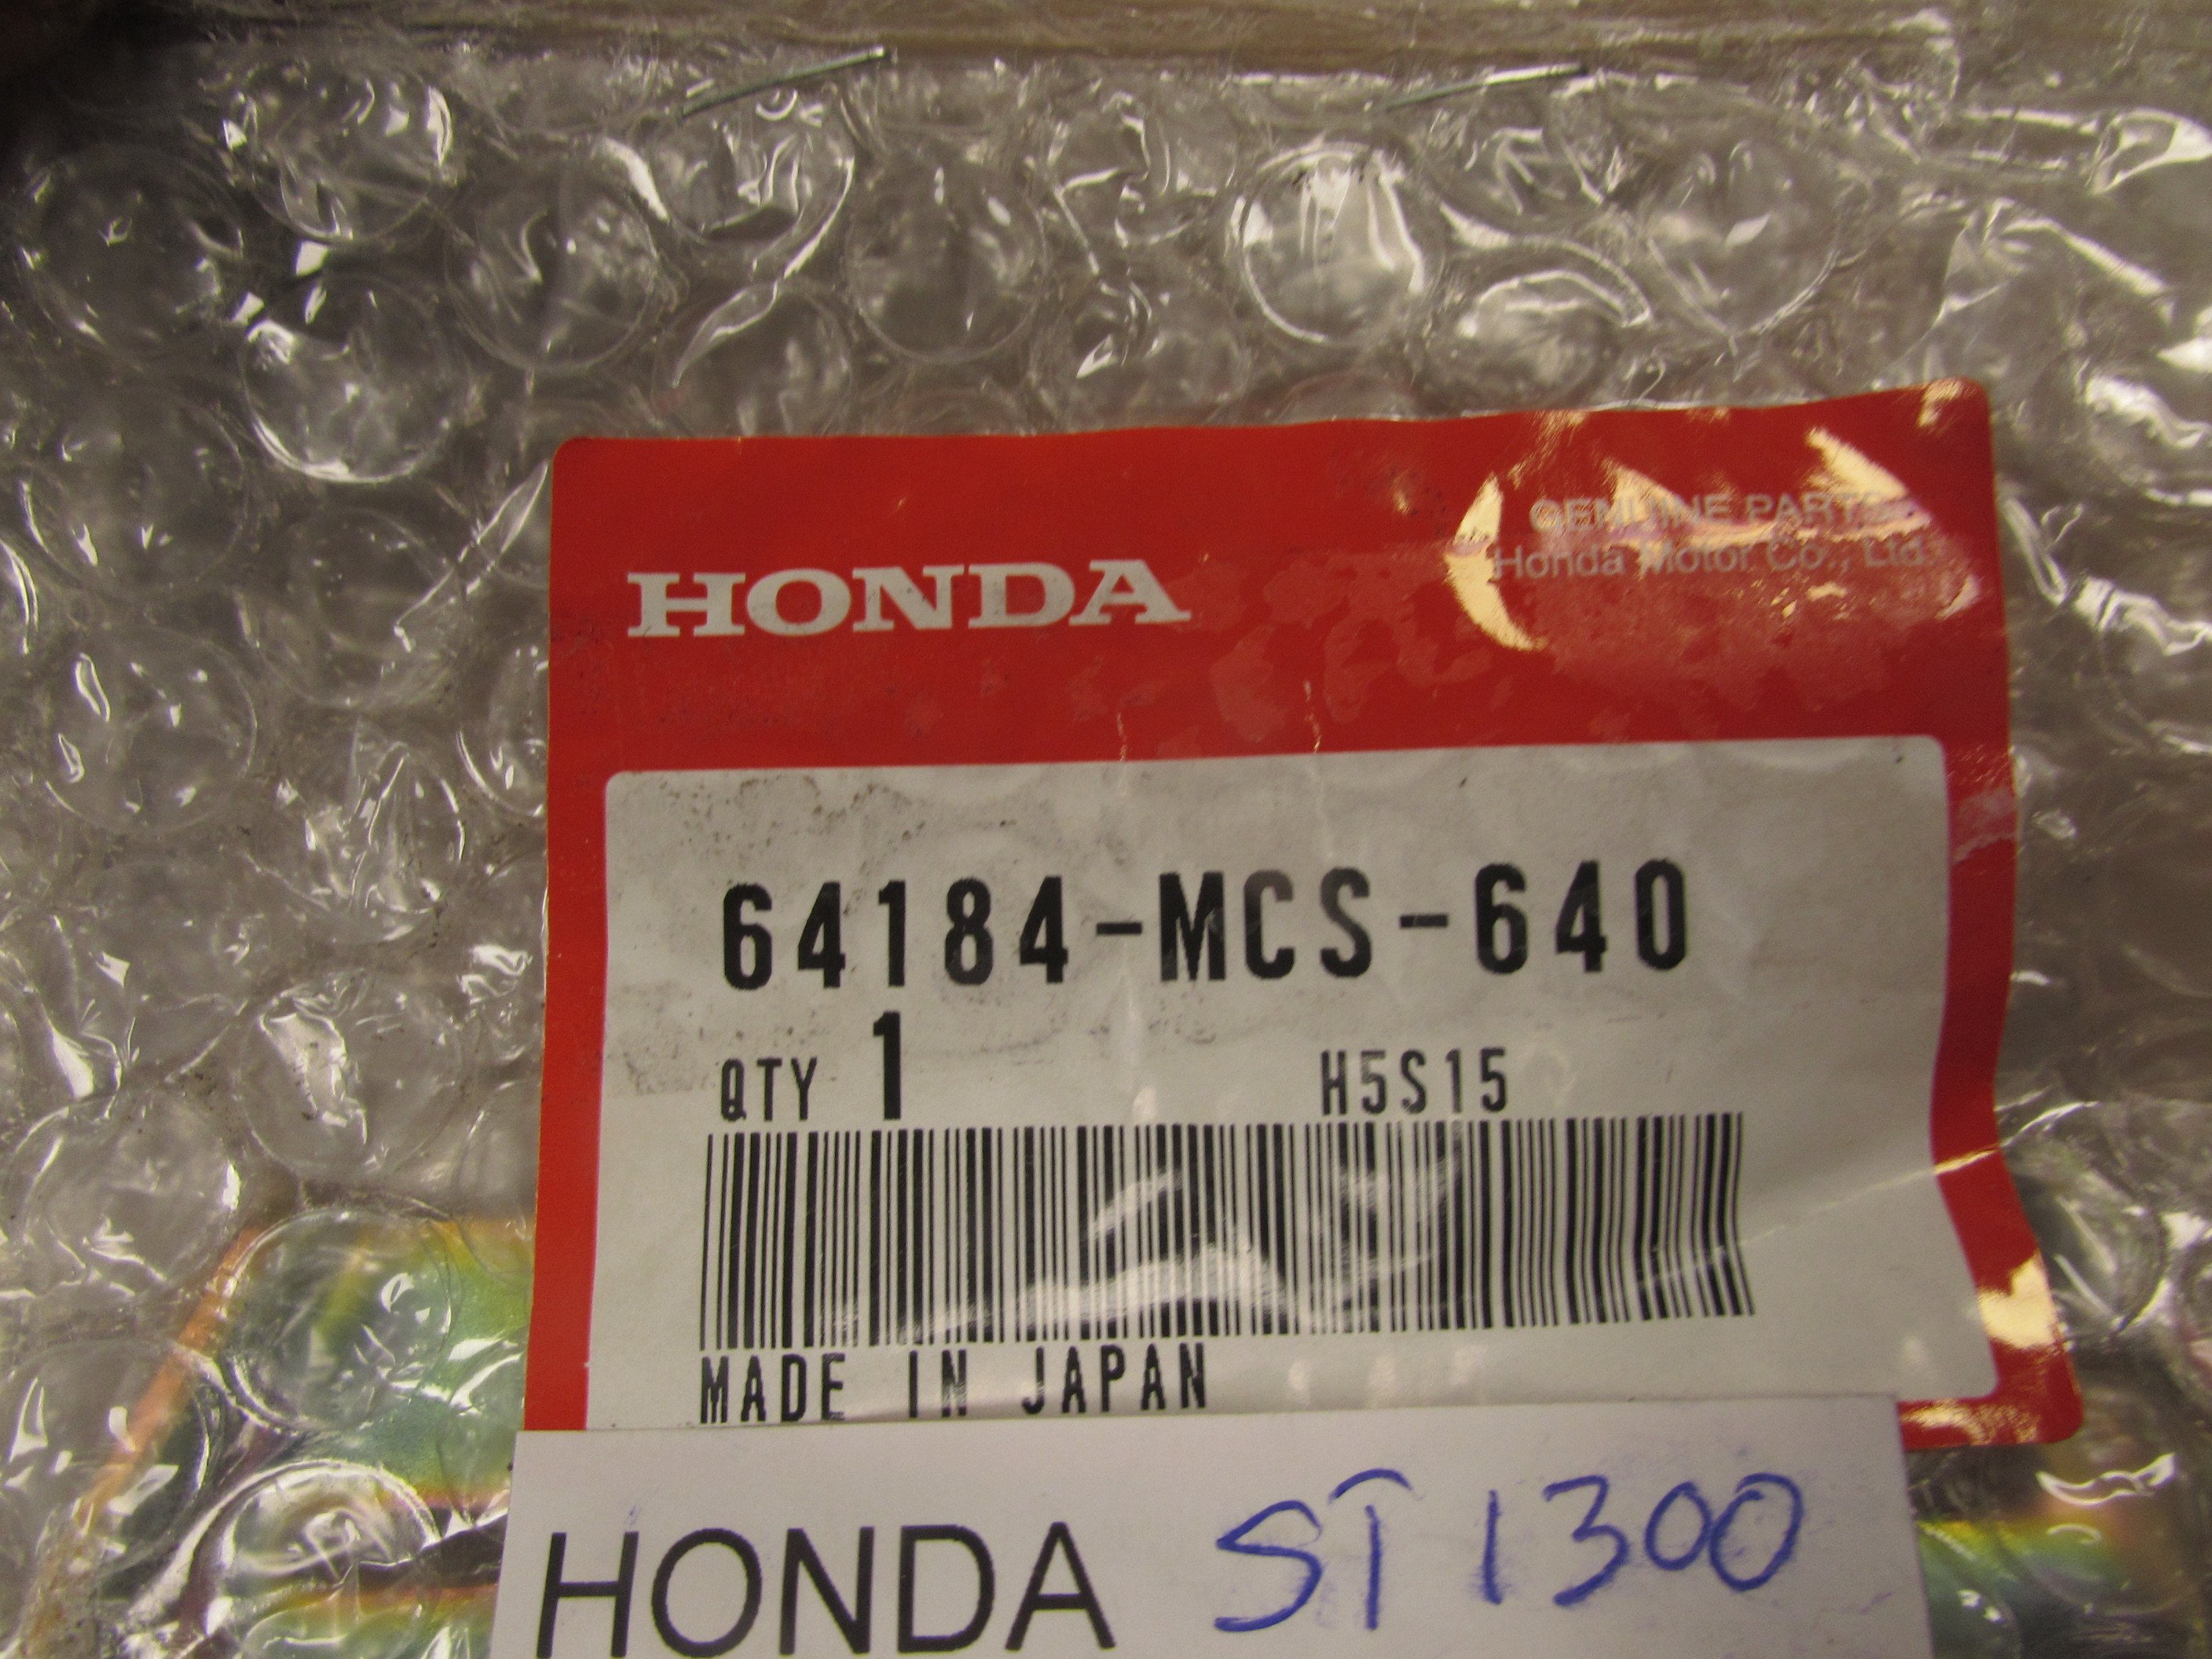 HONDA
GENUINE PARTS
Honda Motor Co., Ltd.
64184-MCS-640
QTY 1 H5S15
MADE IN JAPAN
HONDA ST1300